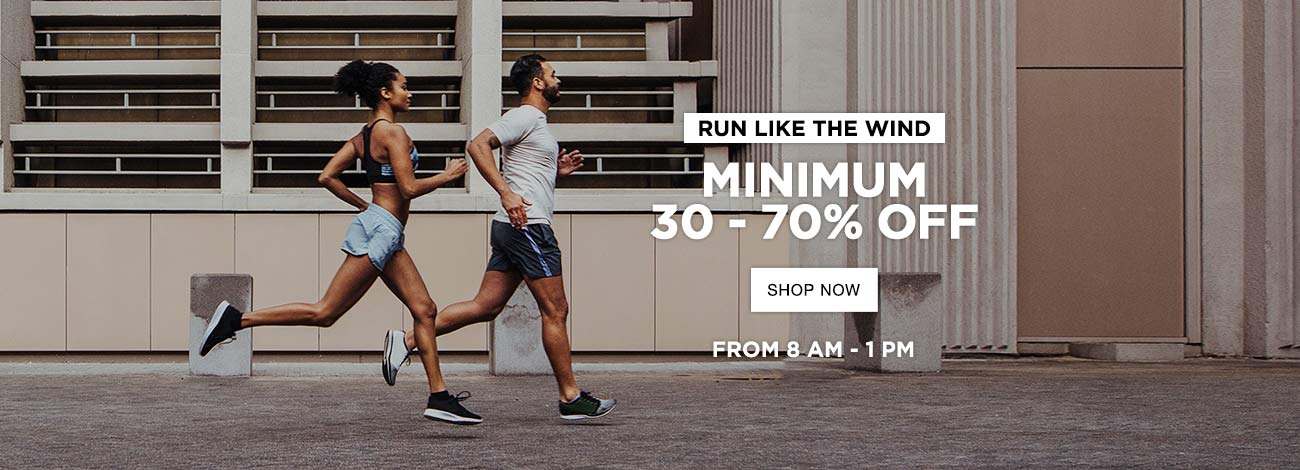 RUN LIKE THE WIND
MINIMUM
30 - 70% OFF
SHOP NOW
FROM 8 AM - 1 PM